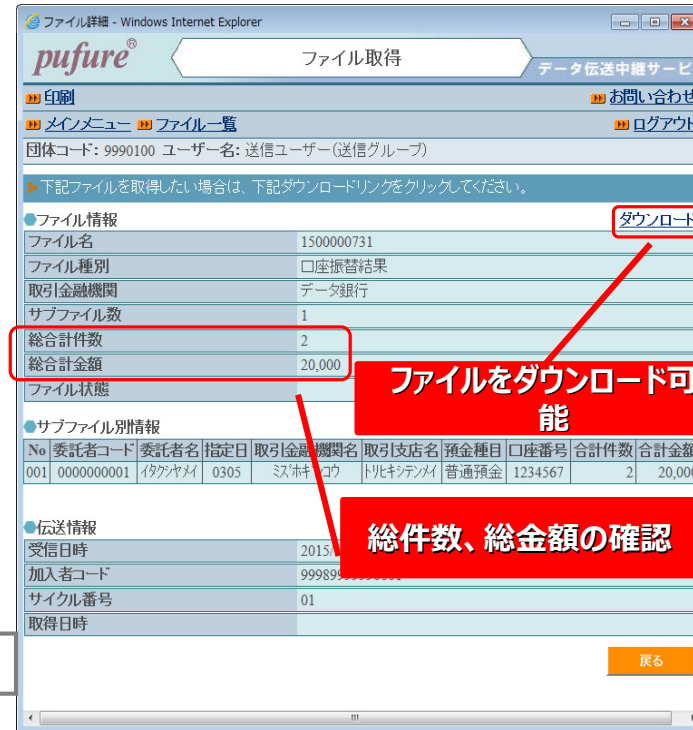 ファイル詳細 - Windows Internet Explorer
pufure® ファイル取得 データ伝送中継サービ
印刷 お問い合わせ
メインメニュー ファイル一覧 ログアウト
団体コード: 9990100 ユーザー名: 送信ユーザー(送信グループ)
下記ファイルを取得したい場合は、下記ダウンロードリンクをクリックしてください。
ファイル情報 ダウンロード
ファイル名 1500000731
ファイル種別 口座振替結果
取引金融機関 データ銀行
サブファイル数 1
総合計件数 2
総合計金額 20,000
ファイル状態
ファイルをダウンロード可
能
サブファイル別情報
No 委託者コード 委託者名 指定日 取引金融機関名 取引支店名 預金種目 口座番号 合計件数 合計金額
001 0000000001 イタクシヤメイ 0305 トリヒキシテンメイ 普通預金 1234567 2 20,000
総件数、総金額の確認
伝送情報
受信日時 2015/
加入者コード
サイクル番号 01
取得日時
戻る